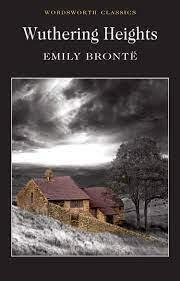 WORDSWORTH CLASSICS
Wuthering Heights
EMILY BRONTË